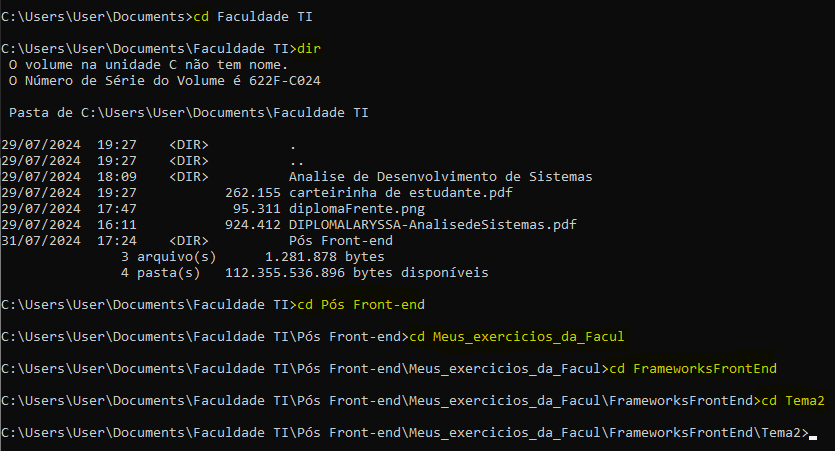 C:\Users\User\Documents>cd Faculdade TI
C:\Users\User\Documents\Faculdade TI>dir
 O volume na unidade C não tem nome.
 O Número de Série do Volume é 622F-C024
 Pasta de C:\Users\User\Documents\Faculdade TI
29/07/2024  19:27    <DIR>          .
29/07/2024  19:27    <DIR>          ..
29/07/2024  18:09    <DIR>          Analise de Desenvolvimento de Sistemas
29/07/2024  19:27           262.155 carteirinha de estudante.pdf
29/07/2024  17:47            95.311 diplomaFrente.png
29/07/2024  16:11           924.412 DIPLOMALARYSSA-AnalisedeSistemas.pdf
31/07/2024  17:24    <DIR>          Pós Front-end
               3 arquivo(s)      1.281.878 bytes
               4 pasta(s)   112.355.536.896 bytes disponíveis
C:\Users\User\Documents\Faculdade TI>cd Pós Front-end
C:\Users\User\Documents\Faculdade TI\Pós Front-end>cd Meus_exercicios_da_Facul
C:\Users\User\Documents\Faculdade TI\Pós Front-end\Meus_exercicios_da_Facul>cd FrameworksFrontEnd
C:\Users\User\Documents\Faculdade TI\Pós Front-end\Meus_exercicios_da_Facul\FrameworksFrontEnd>cd Tema2
C:\Users\User\Documents\Faculdade TI\Pós Front-end\Meus_exercicios_da_Facul\FrameworksFrontEnd\Tema2>